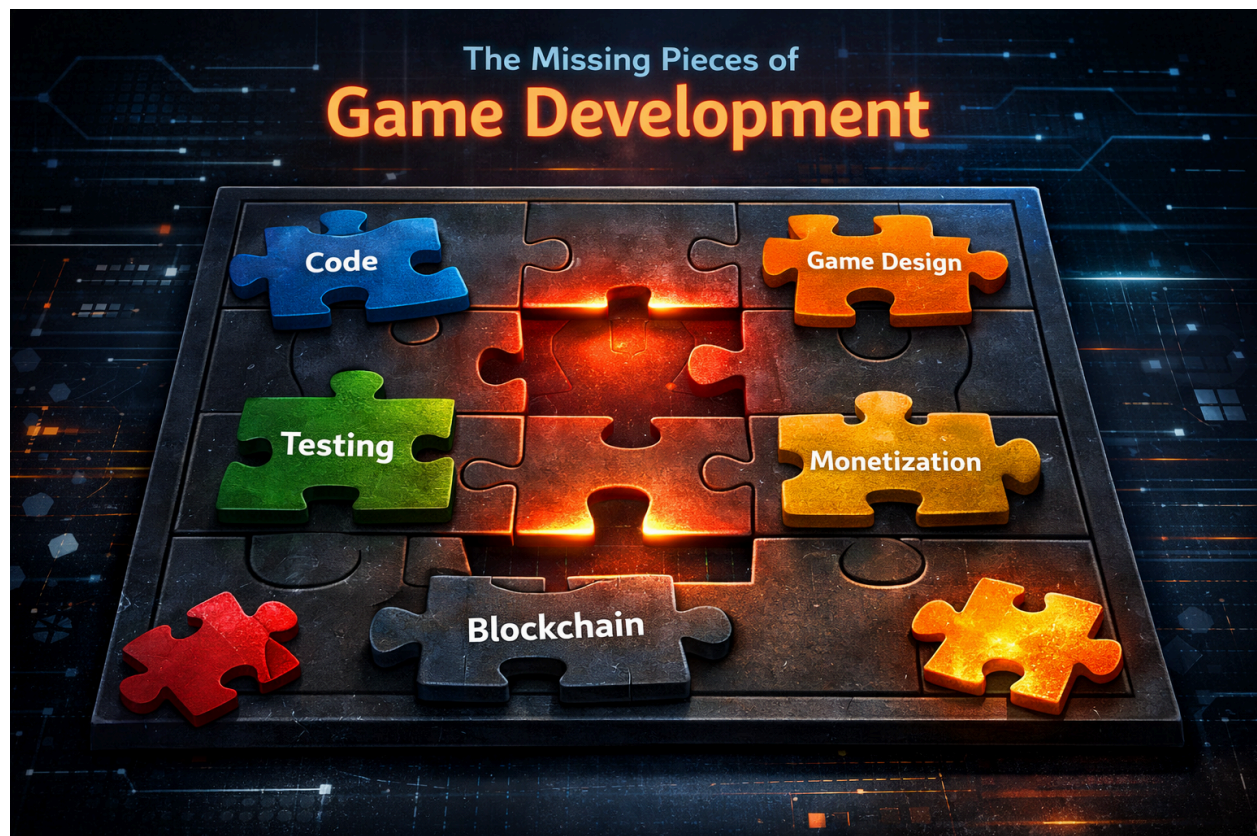 The Missing Pieces of
Game Development
Code
Game Design
Testing
Monetization
Blockchain